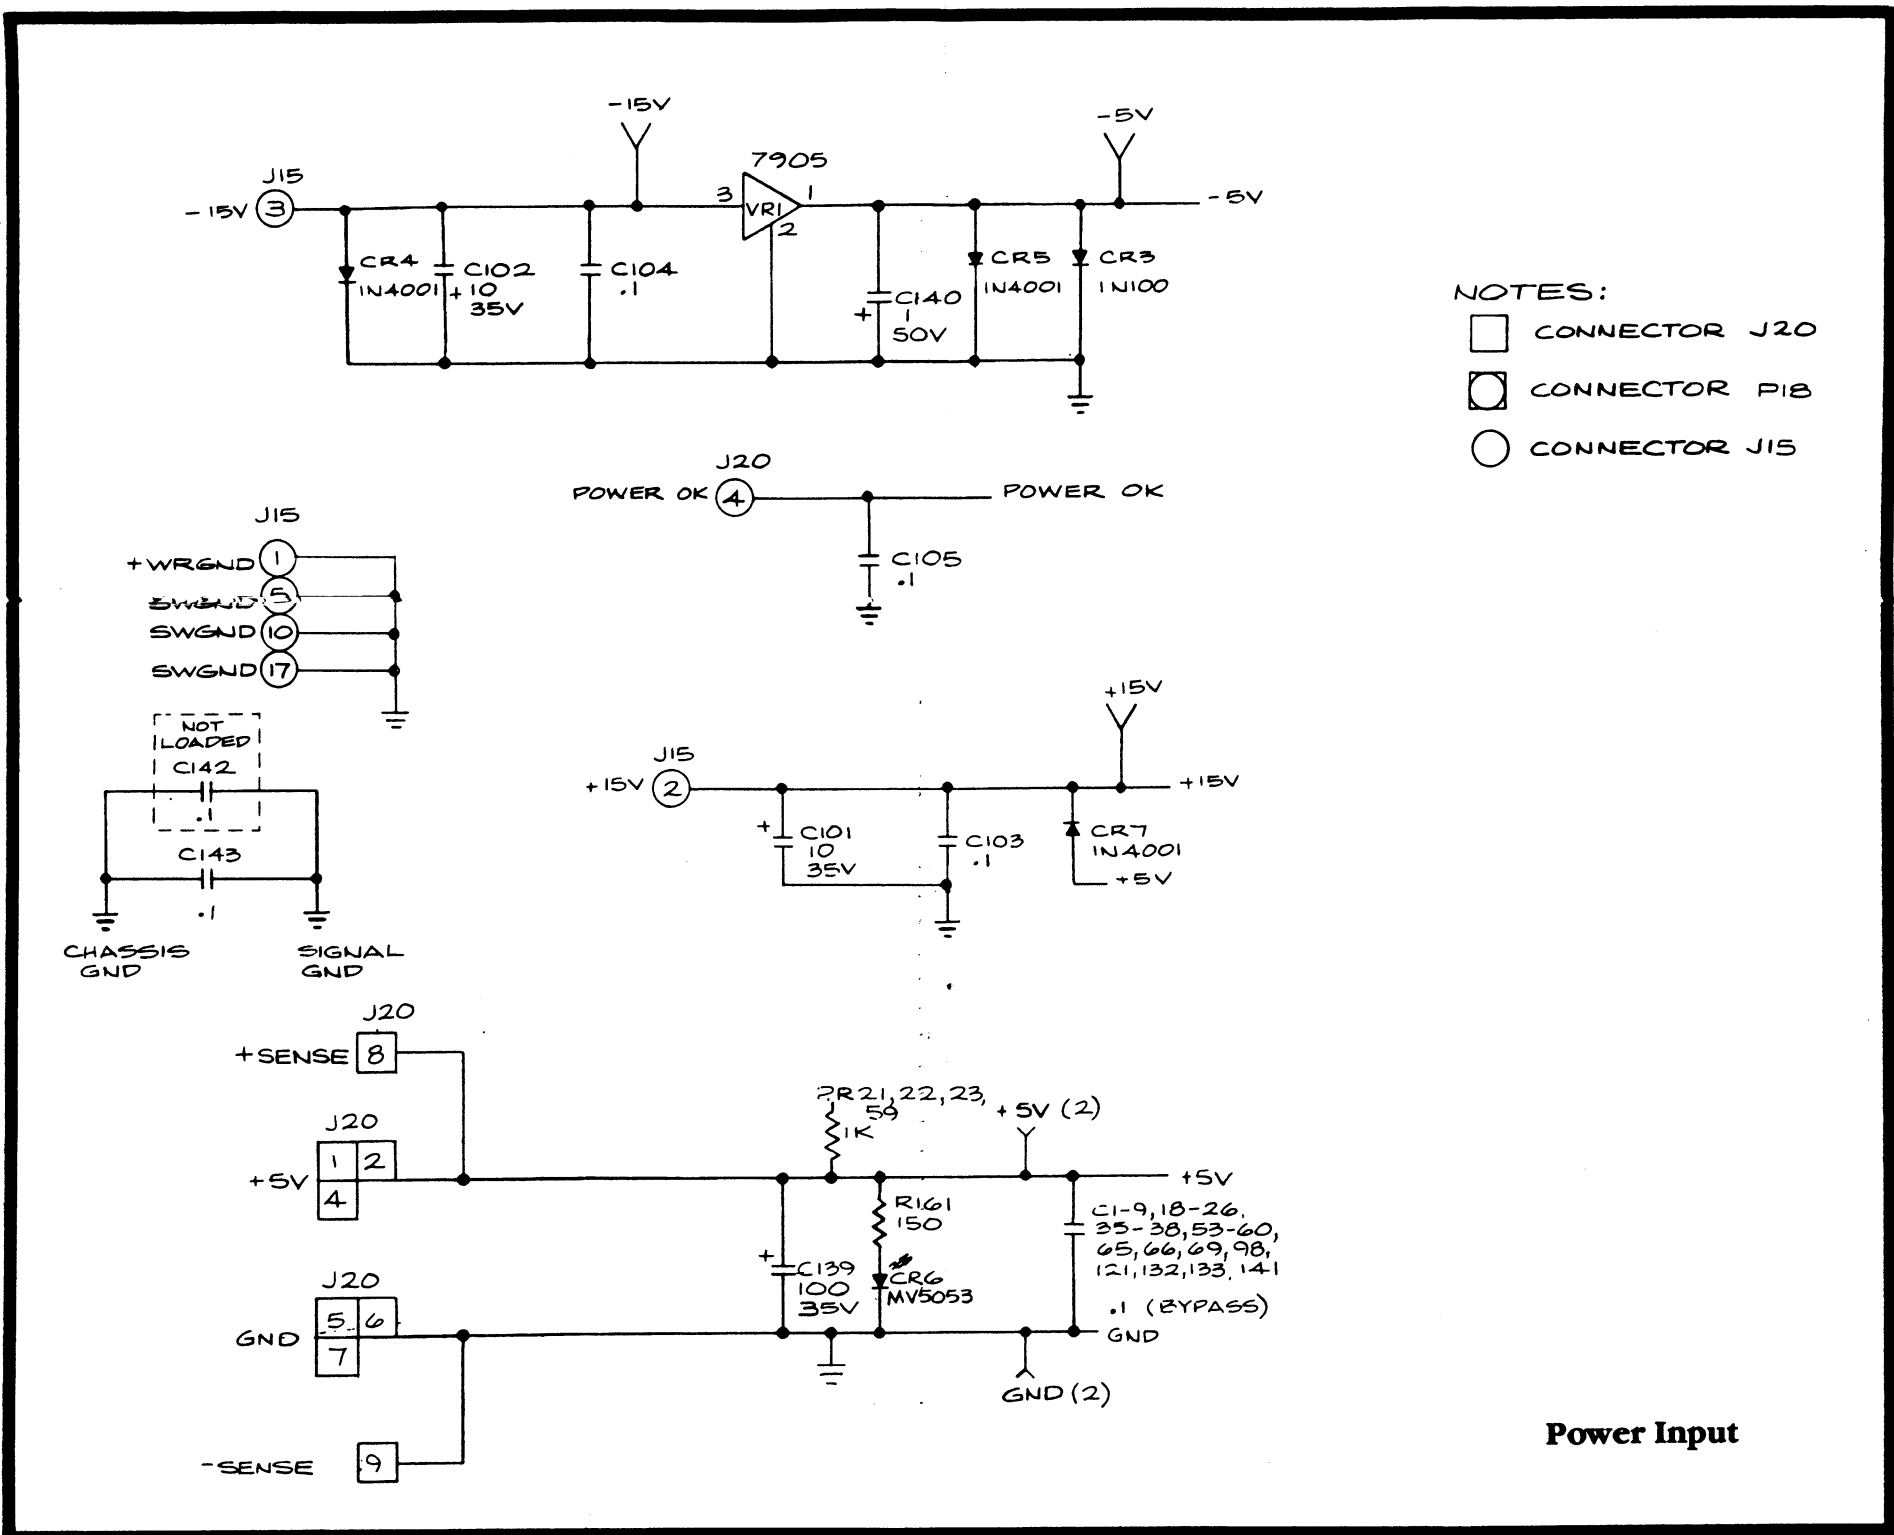 -15V
-5V
7905
J15
-15V 3
3
1
VR1
2
-5V
CR4
1N4001
C102
+ 10
35V
C104
.1
C140
+ 1
50V
CR5
1N4001
CR3
1N100
NOTES:
CONNECTOR J20
CONNECTOR P18
CONNECTOR J15
J20
POWER OK 4
POWER OK
C105
.1
J15
+WRGND 1
SWGND 5
SWGND 10
SWGND 17
NOT
LOADED
C142
.1
C143
.1
CHASSIS
GND
SIGNAL
GND
+15V
J15
+15V 2
+15V
+ C101
10
35V
C103
.1
CR7
1N4001
+5V
J20
+SENSE 8
J20
1 2
+5V
4
R21,22,23,
59
1K
+5V (2)
+5V
R161
150
C1-9,18-26,
35-38,53-60,
65,66,69,98,
121,132,133,141
.1 (BYPASS)
+ C139
100
35V
CR6
MV5053
J20
5 6
GND
7
GND
GND (2)
-SENSE 9
Power Input